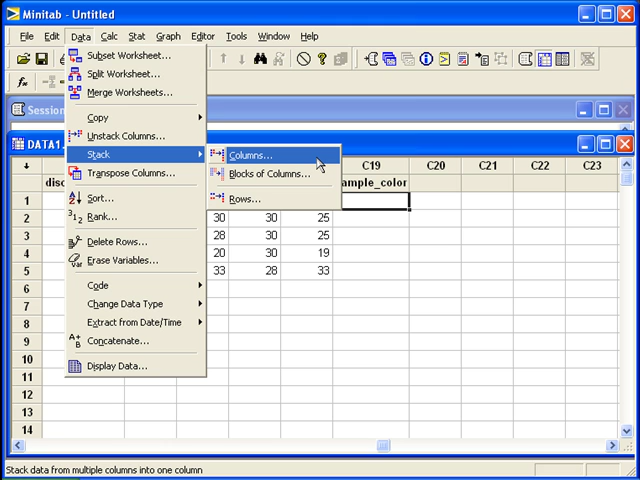 Minitab - Untitled
File Edit Data Calc Stat Graph Editor Tools Window Help
Subset Worksheet...
Split Worksheet...
Merge Worksheets...
Copy
Unstack Columns...
Stack
Transpose Columns...
Sort...
Rank...
Delete Rows...
Erase Variables...
Code
Change Data Type
Extract from Date/Time
Concatenate...
Display Data...
Columns...
Blocks of Columns...
Rows...
Session
DATA1
C19 C20 C21 C22 C23
disc ample_color
1
2 30 30 25
3 28 30 25
4 20 30 19
5 33 28 33
6
7
8
9
10
11
12
13
14
Stack data from multiple columns into one column